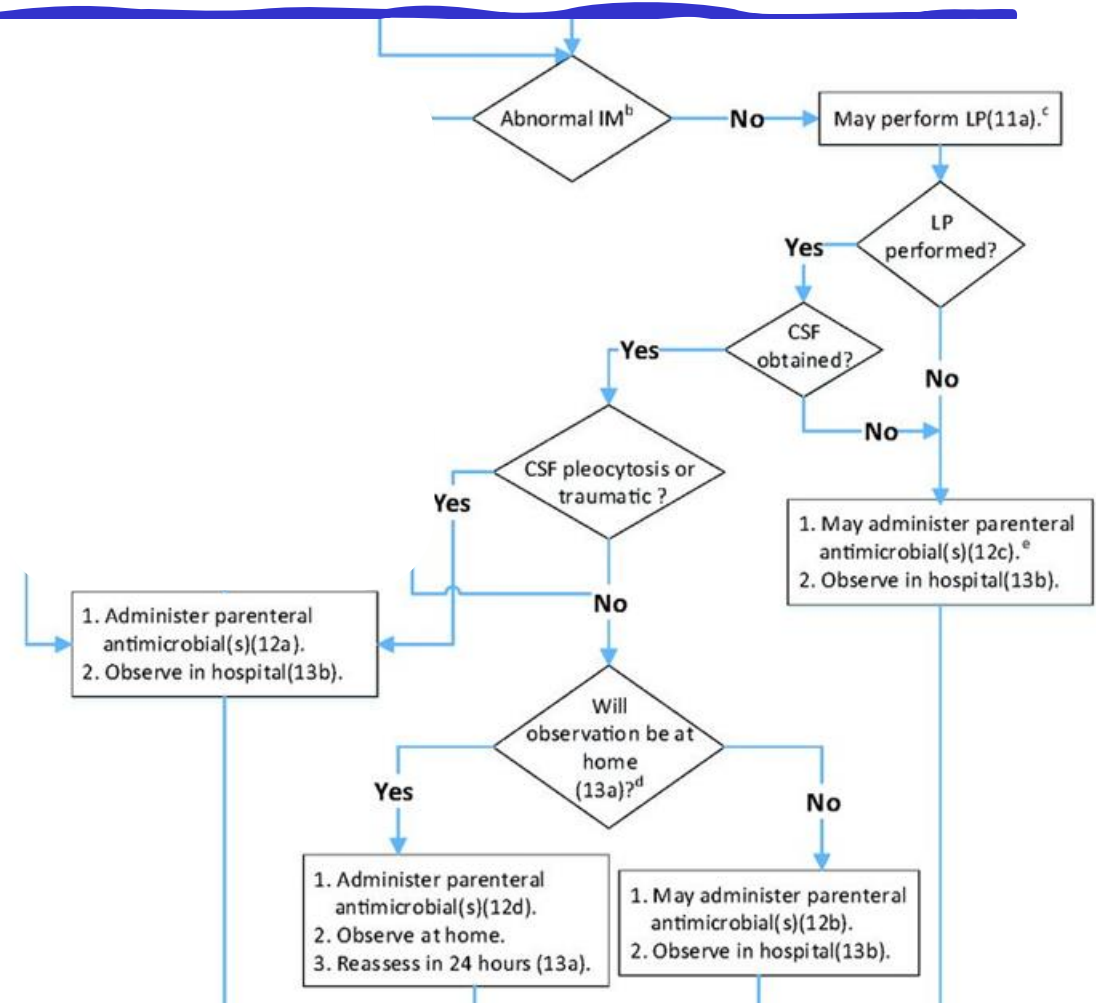 Abnormal IMᵇ
No
May perform LP(11a).ᶜ
LP
performed?
Yes
CSF
obtained?
Yes
No
No
CSF pleocytosis or
traumatic ?
Yes
1. May administer parenteral
antimicrobial(s)(12c).ᵉ
2. Observe in hospital(13b).
No
1. Administer parenteral
antimicrobial(s)(12a).
2. Observe in hospital(13b).
Will
observation be at
home
(13a)?ᵈ
Yes
No
1. Administer parenteral
antimicrobial(s)(12d).
2. Observe at home.
3. Reassess in 24 hours (13a).
1. May administer parenteral
antimicrobial(s)(12b).
2. Observe in hospital(13b).